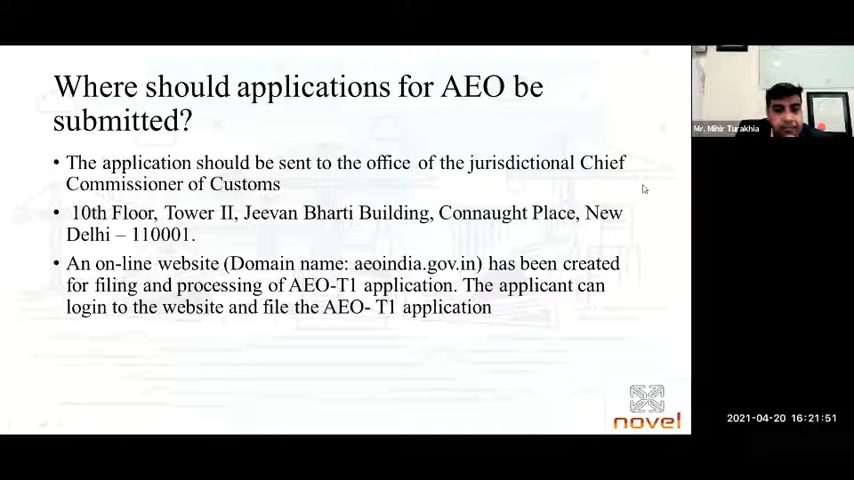 Where should applications for AEO be
submitted?
• The application should be sent to the office of the jurisdictional Chief
Commissioner of Customs
• 10th Floor, Tower II, Jeevan Bharti Building, Connaught Place, New
Delhi – 110001.
• An on-line website (Domain name: aeoindia.gov.in) has been created
for filing and processing of AEO-T1 application. The applicant can
login to the website and file the AEO- T1 application
novel
Mr. Mihir Turakhia
2021-04-20 16:21:51